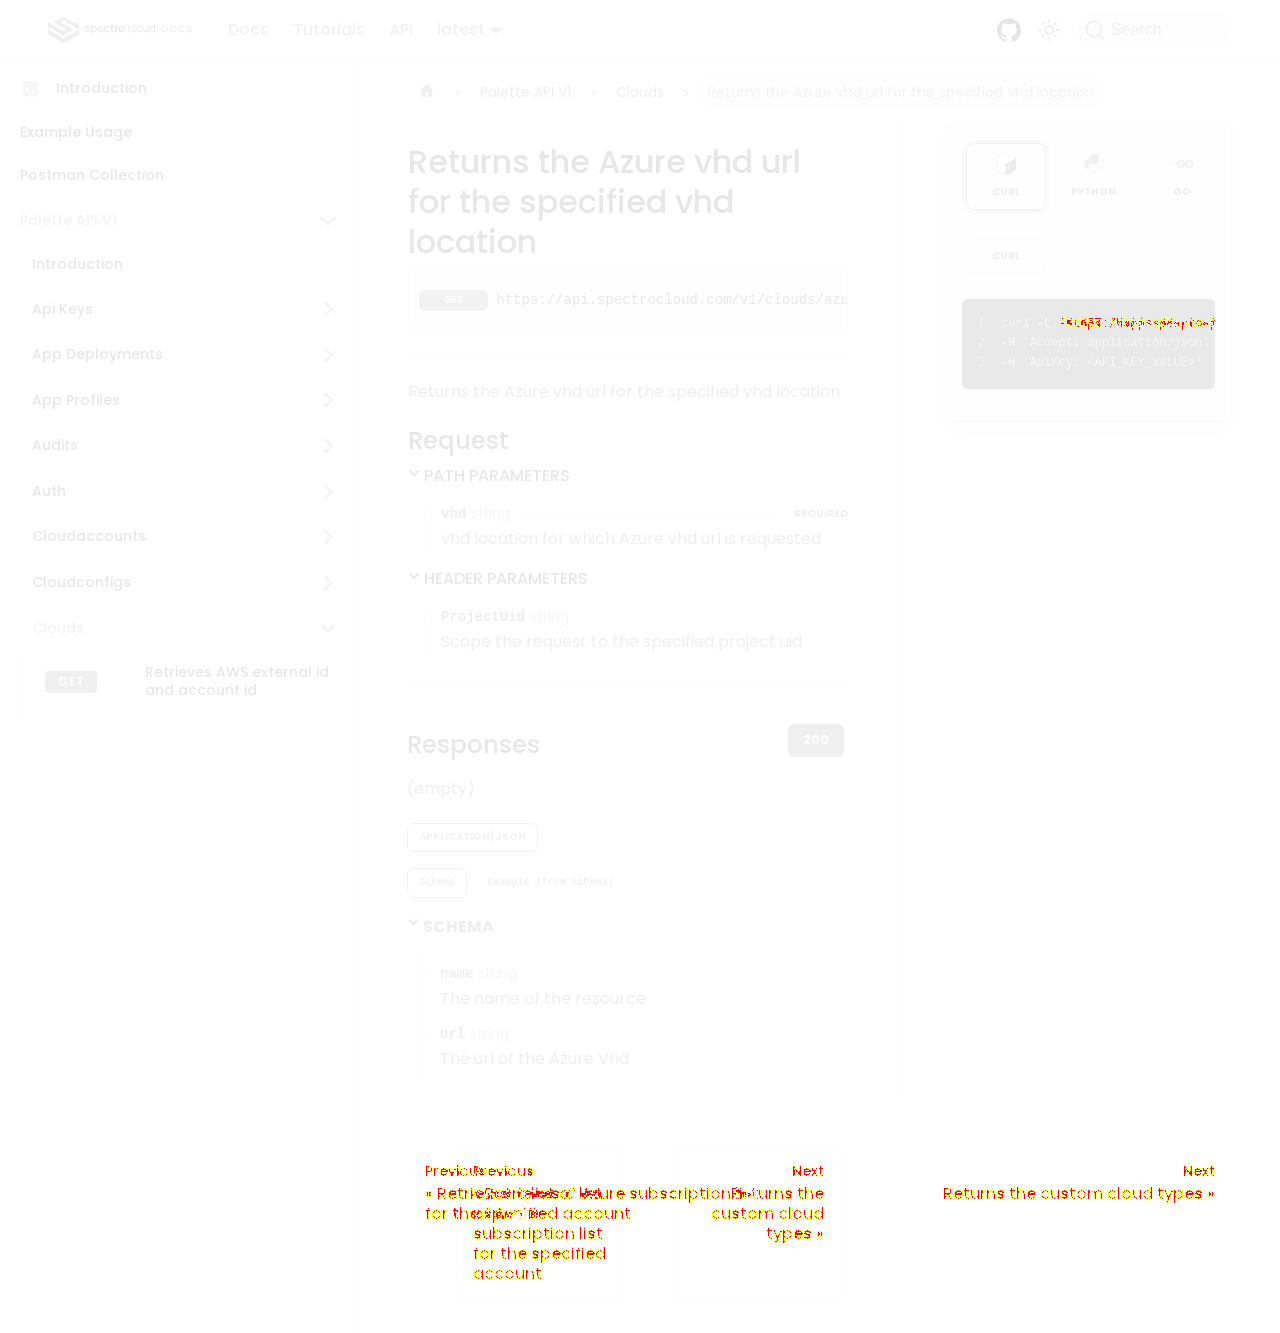 spectro cloud DOCS
Docs
Tutorials
API
latest
Search
Introduction
Example Usage
Postman Collection
Palette API V1
Introduction
Api Keys
App Deployments
App Profiles
Audits
Auth
Cloudaccounts
Cloudconfigs
Clouds
GET Retrieves AWS external id
and account id
Palette API V1
Clouds
Returns the Azure vhd url for the specified vhd location
Returns the Azure vhd url
for the specified vhd
location
GET https://api.spectrocloud.com/v1/clouds/azu
Returns the Azure vhd url for the specified vhd location
Request
PATH PARAMETERS
vhd string REQUIRED
vhd location for which Azure vhd url is requested
HEADER PARAMETERS
ProjectUid string
Scope the request to the specified project uid
Responses
200
(empty)
APPLICATION/JSON
Schema
Example (from schema)
SCHEMA
name string
The name of the resource
url string
The url of the Azure Vhd
CURL
PYTHON
GO
CURL
1 curl -L
2 -H 'Accept: application/json'
3 -H 'ApiKey: <API_KEY_VALUE>'
Previous
Previous
Next
Next
Returns the
custom cloud
types »
Returns the custom cloud types »
subscription list
for the specified
account